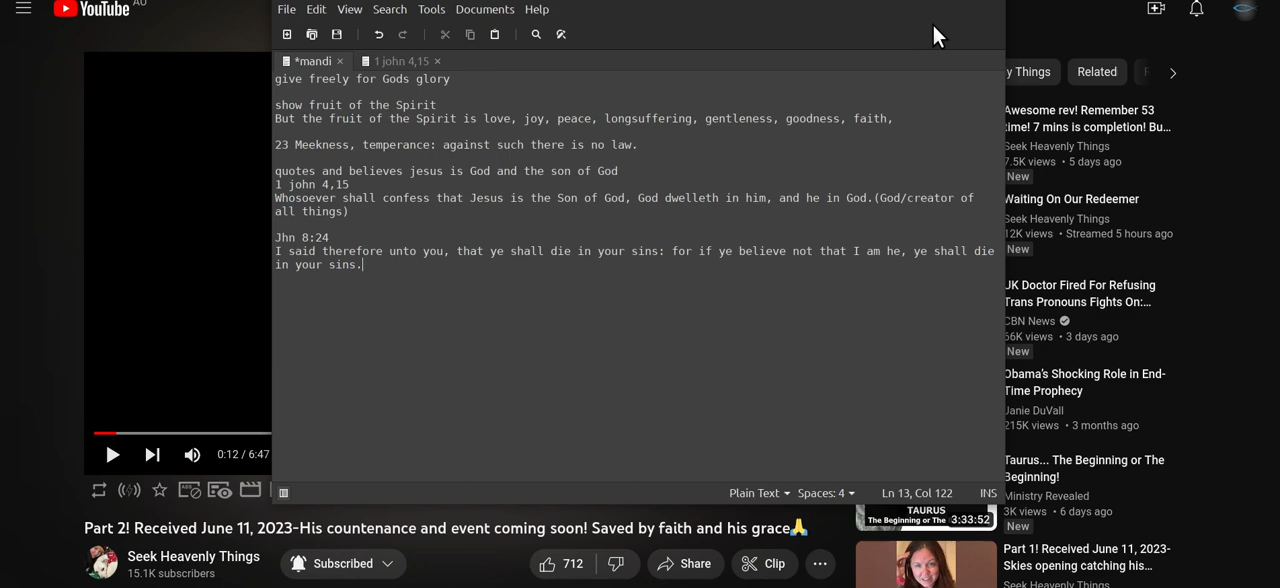 YouTube AU
File Edit View Search Tools Documents Help
*mandi × 1 john 4,15 ×
give freely for Gods glory
show fruit of the Spirit
But the fruit of the Spirit is love, joy, peace, longsuffering, gentleness, goodness, faith,
23 Meekness, temperance: against such there is no law.
quotes and believes jesus is God and the son of God
1 john 4,15
Whosoever shall confess that Jesus is the Son of God, God dwelleth in him, and he in God.(God/creator of
all things)
Jhn 8:24
I said therefore unto you, that ye shall die in your sins: for if ye believe not that I am he, ye shall die
in your sins.
Plain Text Spaces: 4 Ln 13, Col 122 INS
0:12 / 6:47
Part 2! Received June 11, 2023-His countenance and event coming soon! Saved by faith and his grace🙏
Seek Heavenly Things
15.1K subscribers
Subscribed
712 Share Clip
y Things Related
Awesome rev! Remember 53
time! 7 mins is completion! Bu...
Seek Heavenly Things
7.5K views • 5 days ago
New
Waiting On Our Redeemer
Seek Heavenly Things
12K views • Streamed 5 hours ago
New
UK Doctor Fired For Refusing
Trans Pronouns Fights On:...
CBN News
66K views • 3 days ago
New
Obama's Shocking Role in End-
Time Prophecy
Janie DuVall
215K views • 3 months ago
Taurus... The Beginning or The
Beginning!
Ministry Revealed
3K views • 6 days ago
New
TAURUS
The Beginning or The
3:33:52
Part 1! Received June 11, 2023-
Skies opening catching his...
Seek Heavenly Things